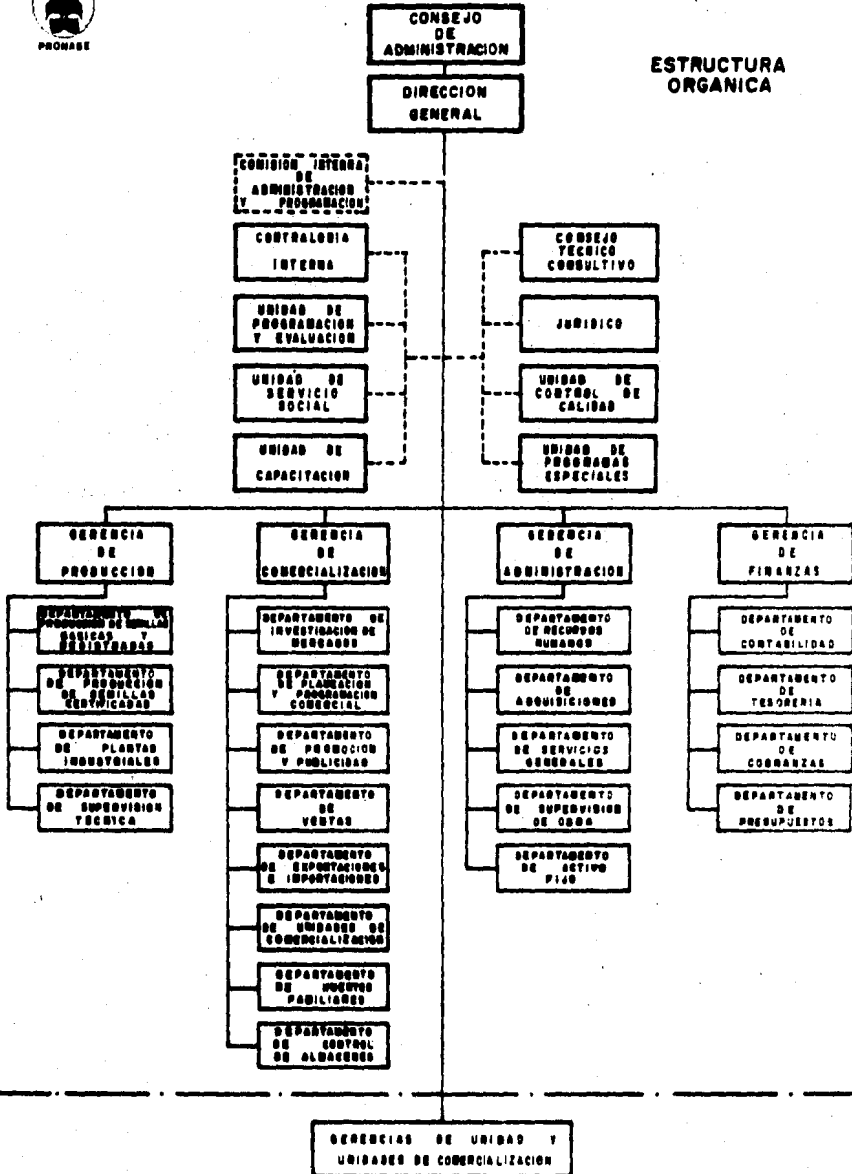 PRONASE
CONSEJO
DE
ADMINISTRACION
ESTRUCTURA
ORGANICA
DIRECCION
GENERAL
COMISION INTERNA
DE
ADMINISTRACION
Y PROGRAMACION
CONTRALORIA
INTERNA
UNIDAD DE
PROGRAMACION
Y EVALUACION
UNIDAD DE
SERVICIO
SOCIAL
UNIDAD DE
CAPACITACION
CONSEJO
TECNICO
CONSULTIVO
JURIDICO
UNIDAD DE
CONTROL DE
CALIDAD
UNIDAD DE
PROGRAMAS
ESPECIALES
GERENCIA
DE
PRODUCCION
DEPARTAMENTO DE
PRODUCCION DE SEMILLAS
BASICAS Y
REGISTRADAS
DEPARTAMENTO
DE PRODUCCION
DE SEMILLAS
CERTIFICADAS
DEPARTAMENTO
DE PLANTAS
INDUSTRIALES
DEPARTAMENTO
DE SUPERVISION
TECNICA
GERENCIA
DE
COMERCIALIZACION
DEPARTAMENTO DE
INVESTIGACION DE
MERCADOS
DEPARTAMENTO
DE PLANEACION
Y PROGRAMACION
COMERCIAL
DEPARTAMENTO
DE PROMOCION
Y PUBLICIDAD
DEPARTAMENTO
DE
VENTAS
DEPARTAMENTO
DE EXPORTACIONES
E IMPORTACIONES
DEPARTAMENTO
DE UNIDADES DE
COMERCIALIZACION
DEPARTAMENTO
DE HUERTOS
FAMILIARES
DEPARTAMENTO
DE CONTROL
DE ALMACENES
GERENCIA
DE
ADMINISTRACION
DEPARTAMENTO
DE RECURSOS
HUMANOS
DEPARTAMENTO
DE
ADQUISICIONES
DEPARTAMENTO
DE SERVICIOS
GENERALES
DEPARTAMENTO
DE SUPERVISION
DE OBRA
DEPARTAMENTO
DE ACTIVO
FIJO
GERENCIA
DE
FINANZAS
DEPARTAMENTO
DE
CONTABILIDAD
DEPARTAMENTO
DE
TESORERIA
DEPARTAMENTO
DE
COBRANZAS
DEPARTAMENTO
DE
PRESUPUESTOS
GERENCIAS DE UNIDAD Y
UNIDADES DE COMERCIALIZACION